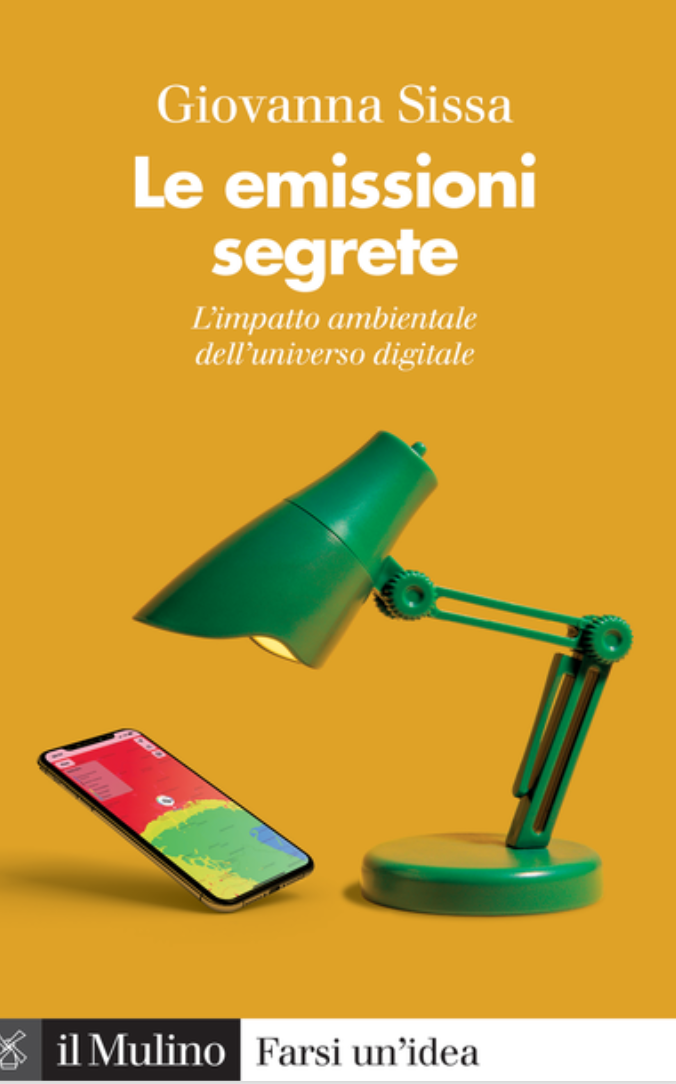 Giovanna Sissa
Le emissioni
segrete
L'impatto ambientale
dell'universo digitale
il Mulino Farsi un'idea